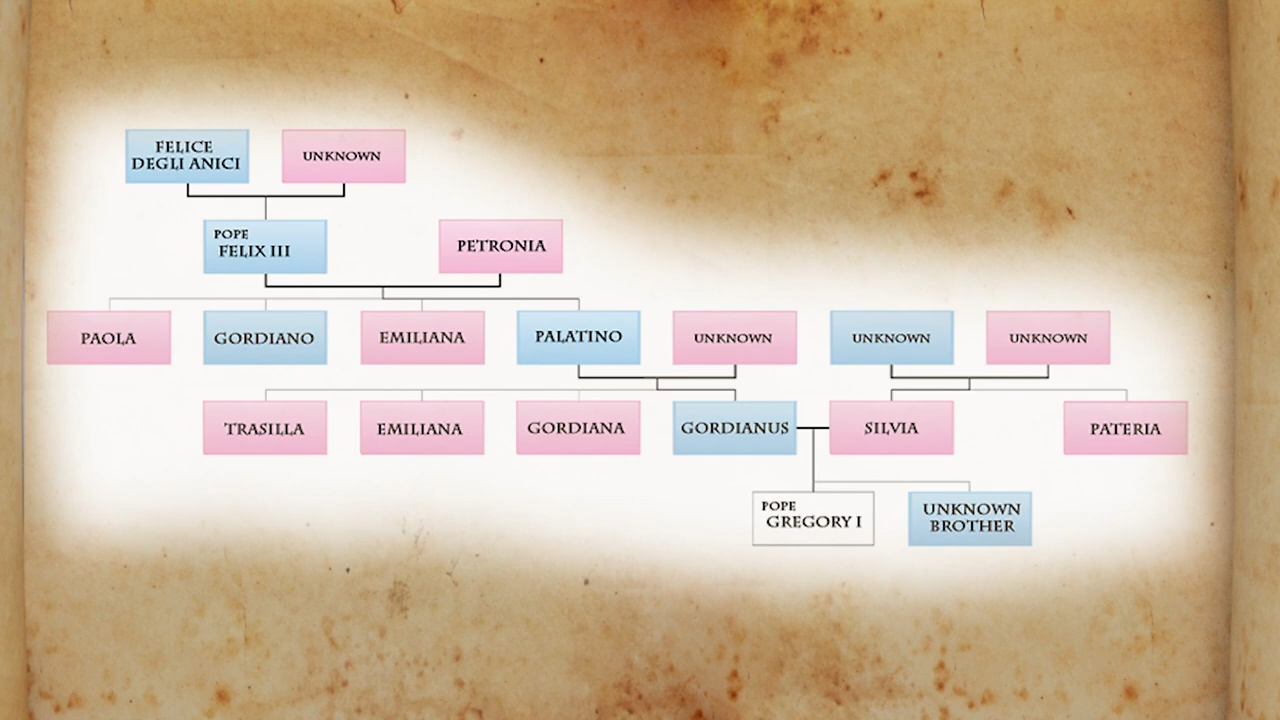 FELICE
DEGLI ANICI
UNKNOWN
POPE
FELIX III
PETRONIA
PAOLA
GORDIANO
EMILIANA
PALATINO
UNKNOWN
UNKNOWN
UNKNOWN
TRASILLA
EMILIANA
GORDIANA
GORDIANUS
SILVIA
PATERIA
POPE
GREGORY I
UNKNOWN
BROTHER